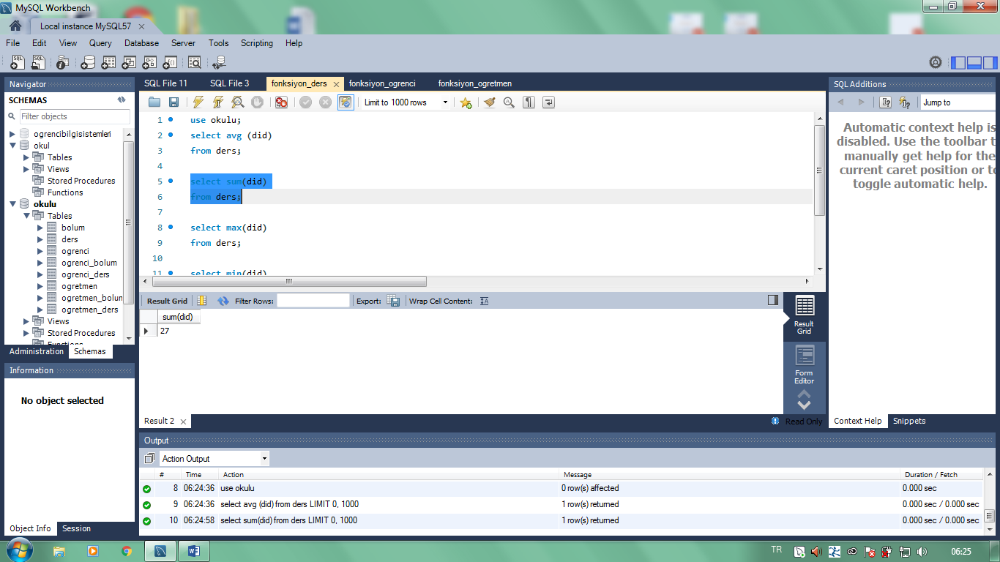 MySQL Workbench
Local instance MySQL57
File Edit View Query Database Server Tools Scripting Help
Navigator
SCHEMAS
Filter objects
ogrencibilgisistemleri
okul
Tables
Views
Stored Procedures
Functions
okulu
Tables
bolum
ders
ogrenci
ogrenci_bolum
ogrenci_ders
ogretmen
ogretmen_bolun
ogretmen_ders
Views
Stored Procedures
Functions
Administration Schemas
Information
No object selected
Object Info Session
SQL File 11 SQL File 3 fonksiyon_ders fonksiyon_ogrenci fonksiyon_ogretmen
Limit to 1000 rows
1 use okulu;
2 select avg (did)
3 from ders;
4
5 select sum(did)
6 from ders;
7
8 select max(did)
9 from ders;
10
11 select min(did)
Result Grid Filter Rows: Export: Wrap Cell Content:
sum(did)
27
Result Grid
Form Editor
Result 2
Read Only
SQL Additions
Jump to
Automatic context help is
disabled. Use the toolbar t
manually get help for the
current caret position or to
toggle automatic help.
Context Help Snippets
Output
Action Output
# Time Action Message Duration / Fetch
8 06:24:36 use okulu 0 row(s) affected 0.000 sec
9 06:24:36 select avg (did) from ders LIMIT 0, 1000 1 row(s) returned 0.000 sec / 0.000 sec
10 06:24:58 select sum(did) from ders LIMIT 0, 1000 1 row(s) returned 0.000 sec / 0.000 sec
TR 06:25